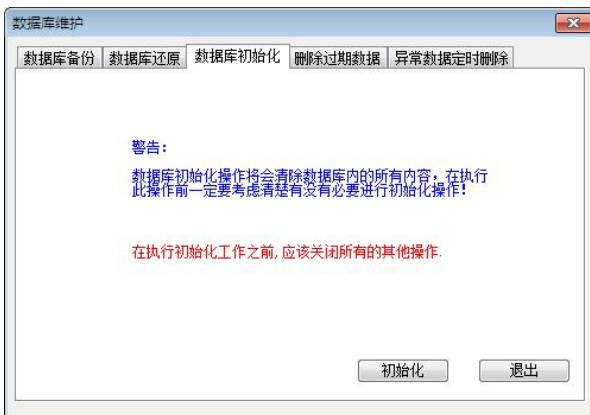 数据库维护
数据库备份 数据库还原 数据库初始化 删除过期数据 异常数据定时删除
警告:
数据库初始化操作将会清除数据库内的所有内容，在执行
此操作前一定要考虑清楚有没有必要进行初始化操作!
在执行初始化工作之前,应该关闭所有的其他操作.
初始化 退出